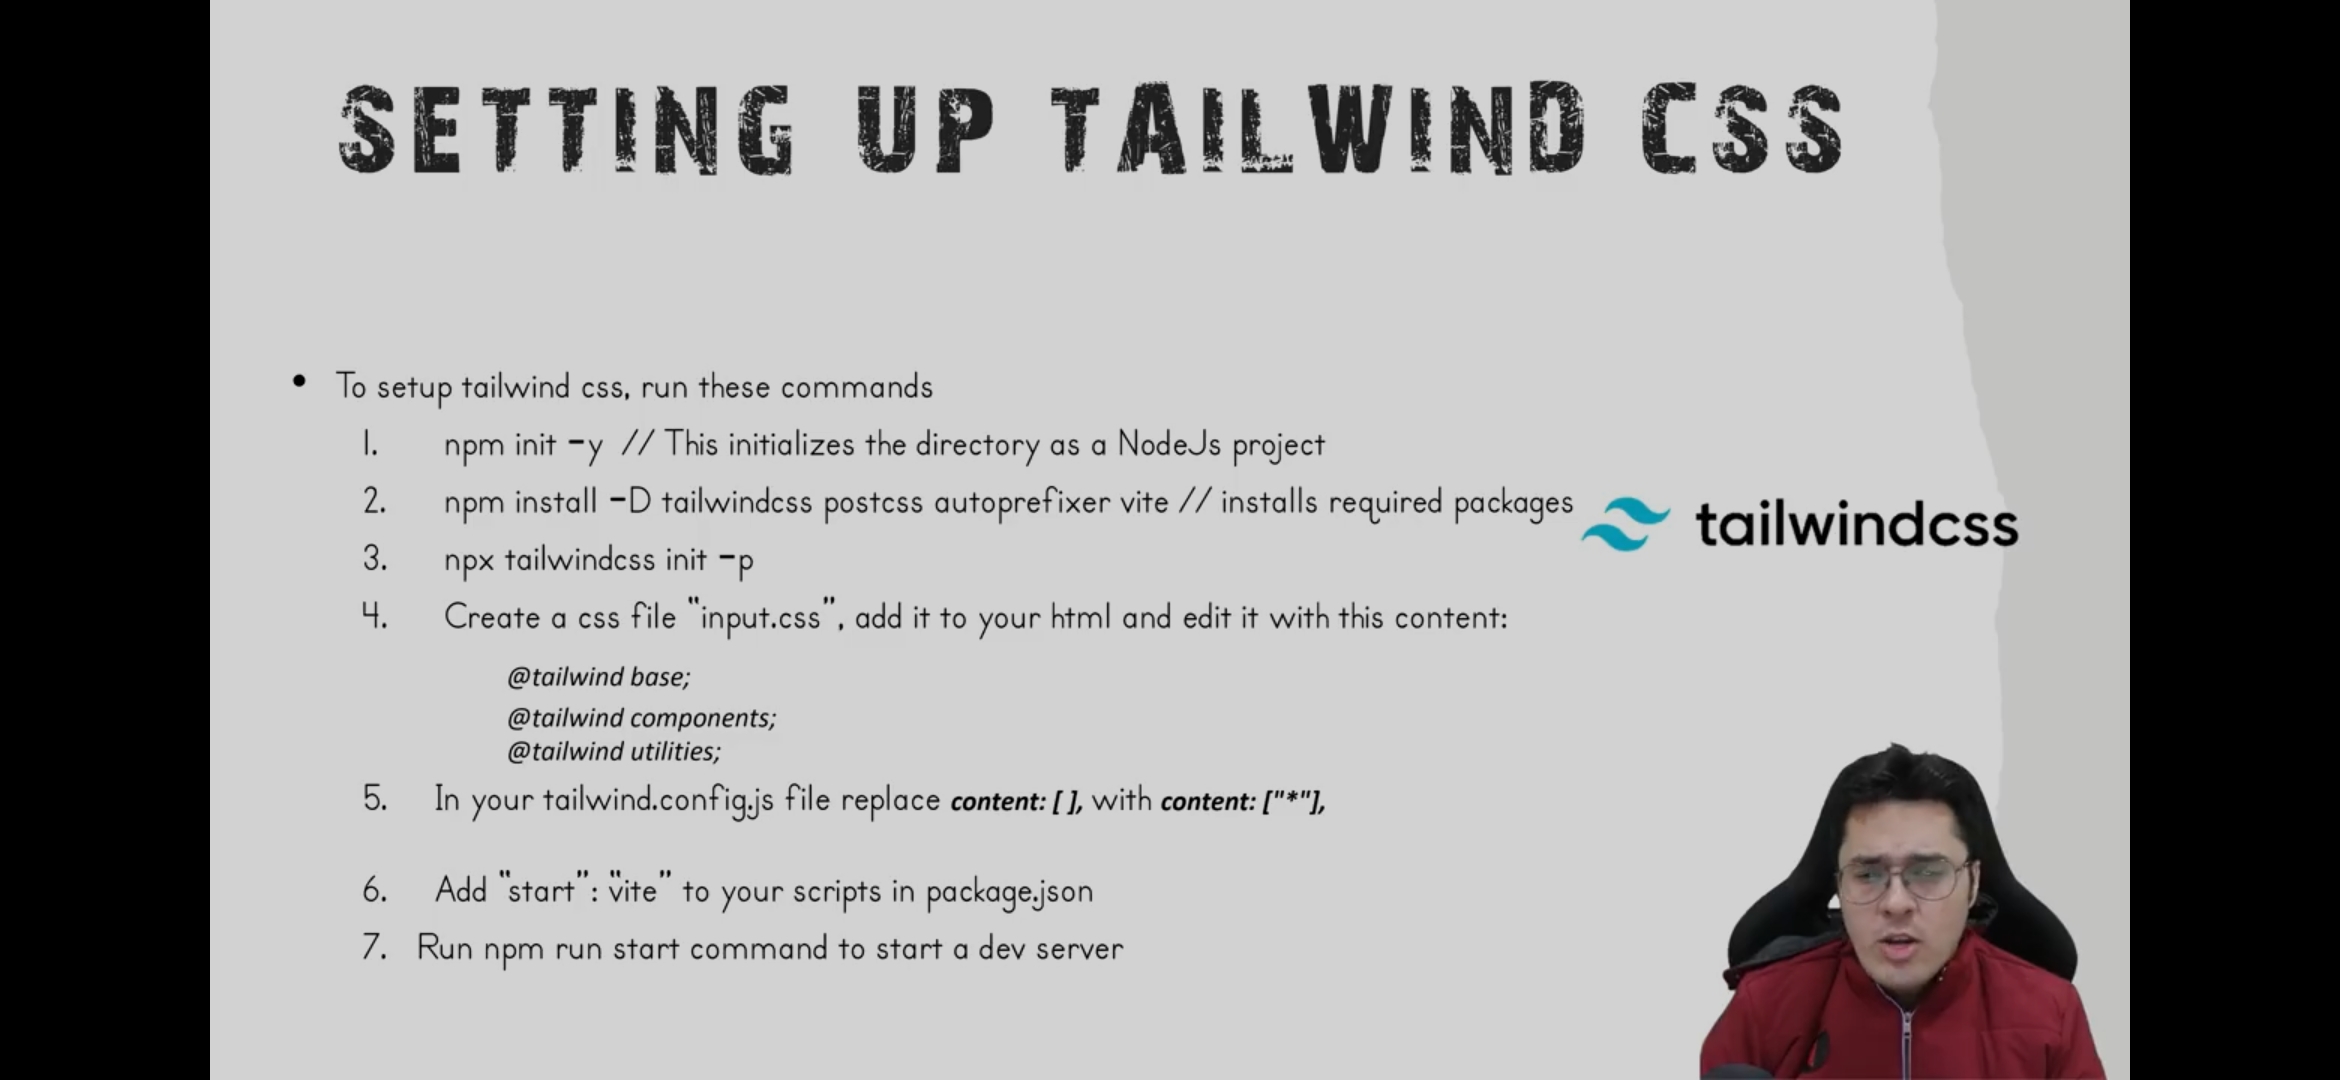 SETTING UP TAILWIND CSS
• To setup tailwind css, run these commands
1. npm init -y // This initializes the directory as a NodeJs project
2. npm install -D tailwindcss postcss autoprefixer vite // installs required packages
tailwindcss
3. npx tailwindcss init -p
4. Create a css file "input.css", add it to your html and edit it with this content:
@tailwind base;
@tailwind components;
@tailwind utilities;
5. In your tailwind.config.js file replace content: [ ], with content: ["*"],
6. Add "start": "vite" to your scripts in package.json
7. Run npm run start command to start a dev server